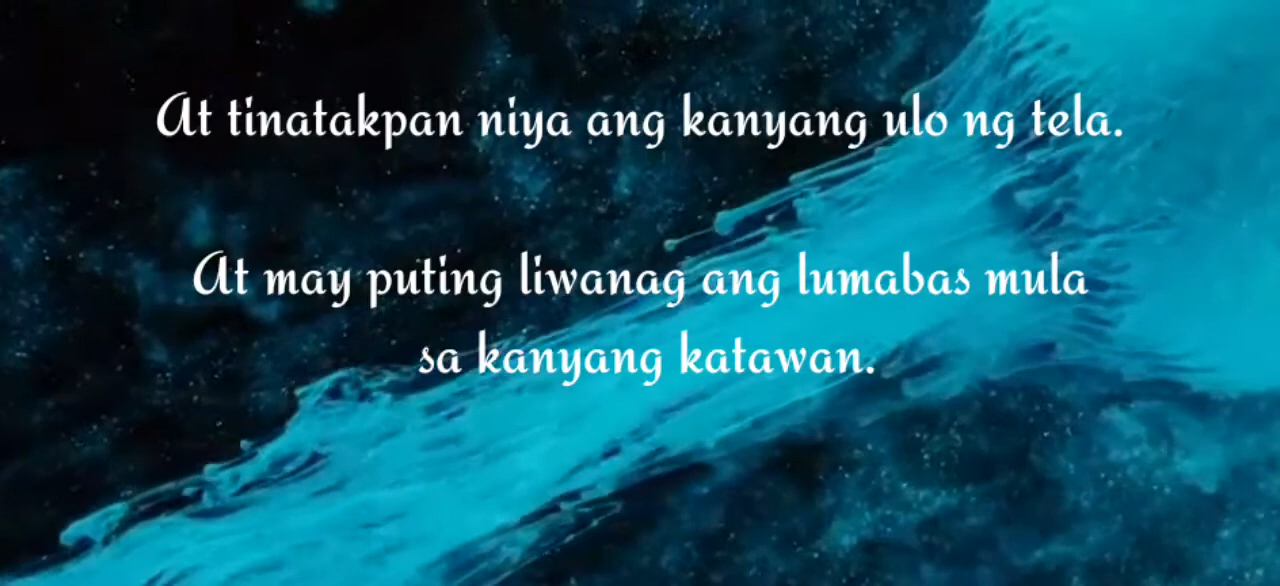 At tinatakpan niya ang kanyang ulo ng tela.
At may puting liwanag ang lumabas mula
sa kanyang katawan.